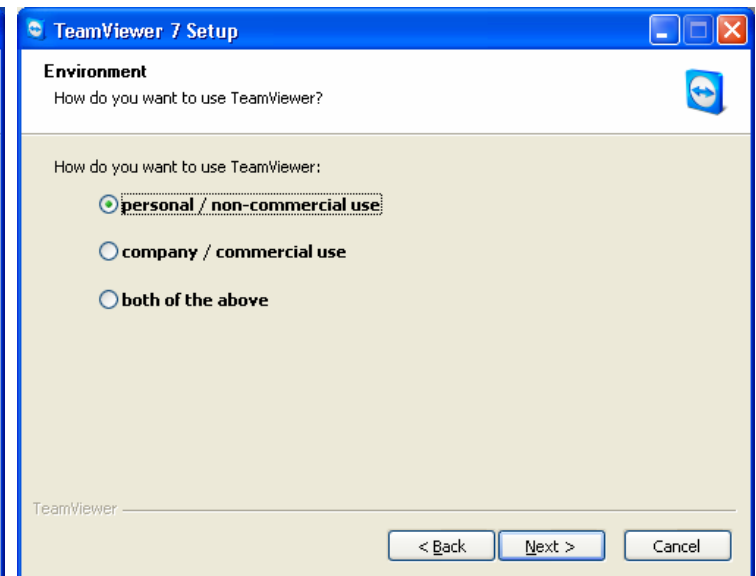 TeamViewer 7 Setup
Environment
How do you want to use TeamViewer?
How do you want to use TeamViewer:
personal / non-commercial use
company / commercial use
both of the above
TeamViewer
< Back Next > Cancel